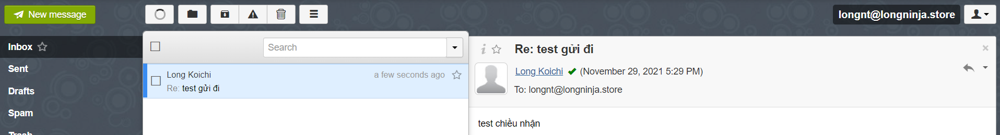 New message
longnt@longninja.store
Inbox
Sent
Drafts
Spam
Trash
Search
Long Koichi
a few seconds ago
Re: test gửi đi
Re: test gửi đi
Long Koichi (November 29, 2021 5:29 PM)
To: longnt@longninja.store
test chiều nhận